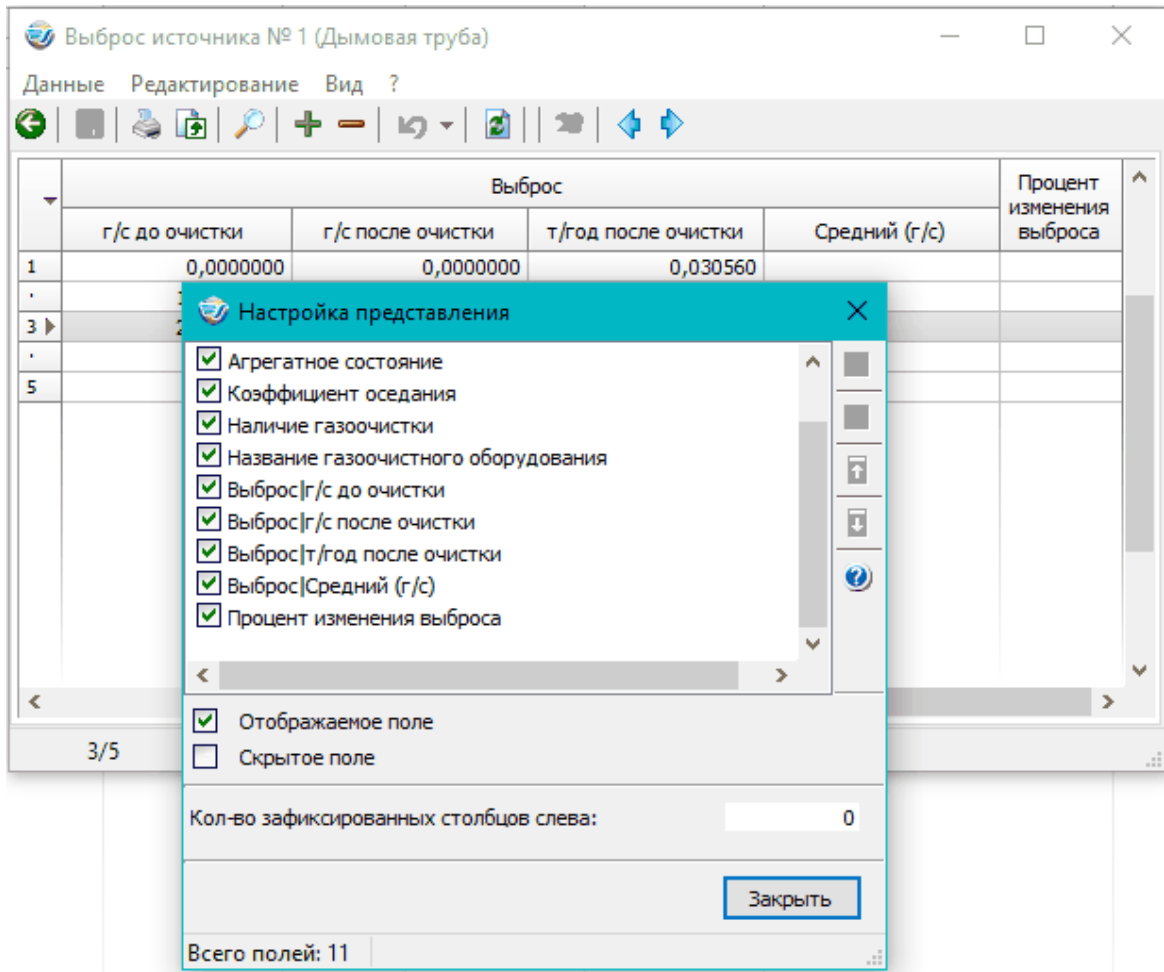 Выброс источника № 1 (Дымовая труба)
Данные Редактирование Вид ?
Выброс
Процент
изменения
выброса
г/с до очистки г/с после очистки т/год после очистки Средний (г/с)
1 0,0000000 0,0000000 0,030560
3
5
Настройка представления
Агрегатное состояние
Коэффициент оседания
Наличие газоочистки
Название газоочистного оборудования
Выброс|г/с до очистки
Выброс|г/с после очистки
Выброс|т/год после очистки
Выброс|Средний (г/с)
Процент изменения выброса
Отображаемое поле
Скрытое поле
3/5
Кол-во зафиксированных столбцов слева: 0
Закрыть
Всего полей: 11